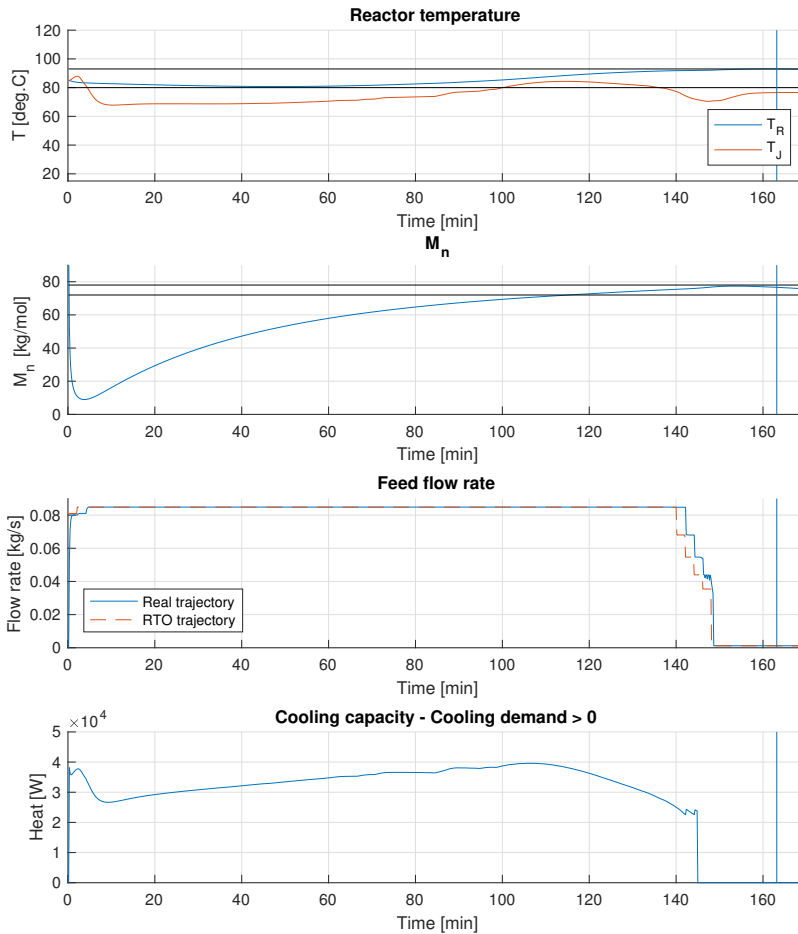 Reactor temperature
120
100
80
60
40
20
T [deg.C]
T_R
T_J
0 20 40 60 80 100 120 140 160
Time [min]
M_n
80
60
40
20
0
M_n [kg/mol]
0 20 40 60 80 100 120 140 160
Time [min]
Feed flow rate
0.08
0.06
0.04
0.02
0
Flow rate [kg/s]
Real trajectory
RTO trajectory
0 20 40 60 80 100 120 140 160
Time [min]
Cooling capacity - Cooling demand > 0
×10^4
5
4
3
2
1
0
Heat [W]
0 20 40 60 80 100 120 140 160
Time [min]